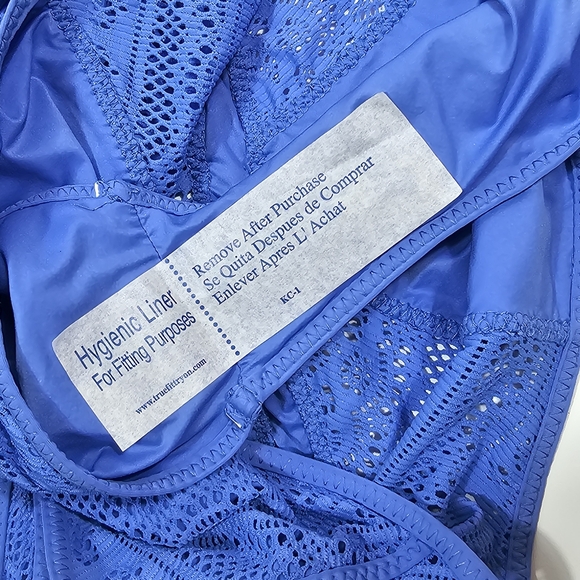 Hygienic Liner
For Fitting Purposes
www.truefitryan.com
Remove After Purchase
Se Quita Despues de Comprar
Enlever Apres L' Achat
KC-1